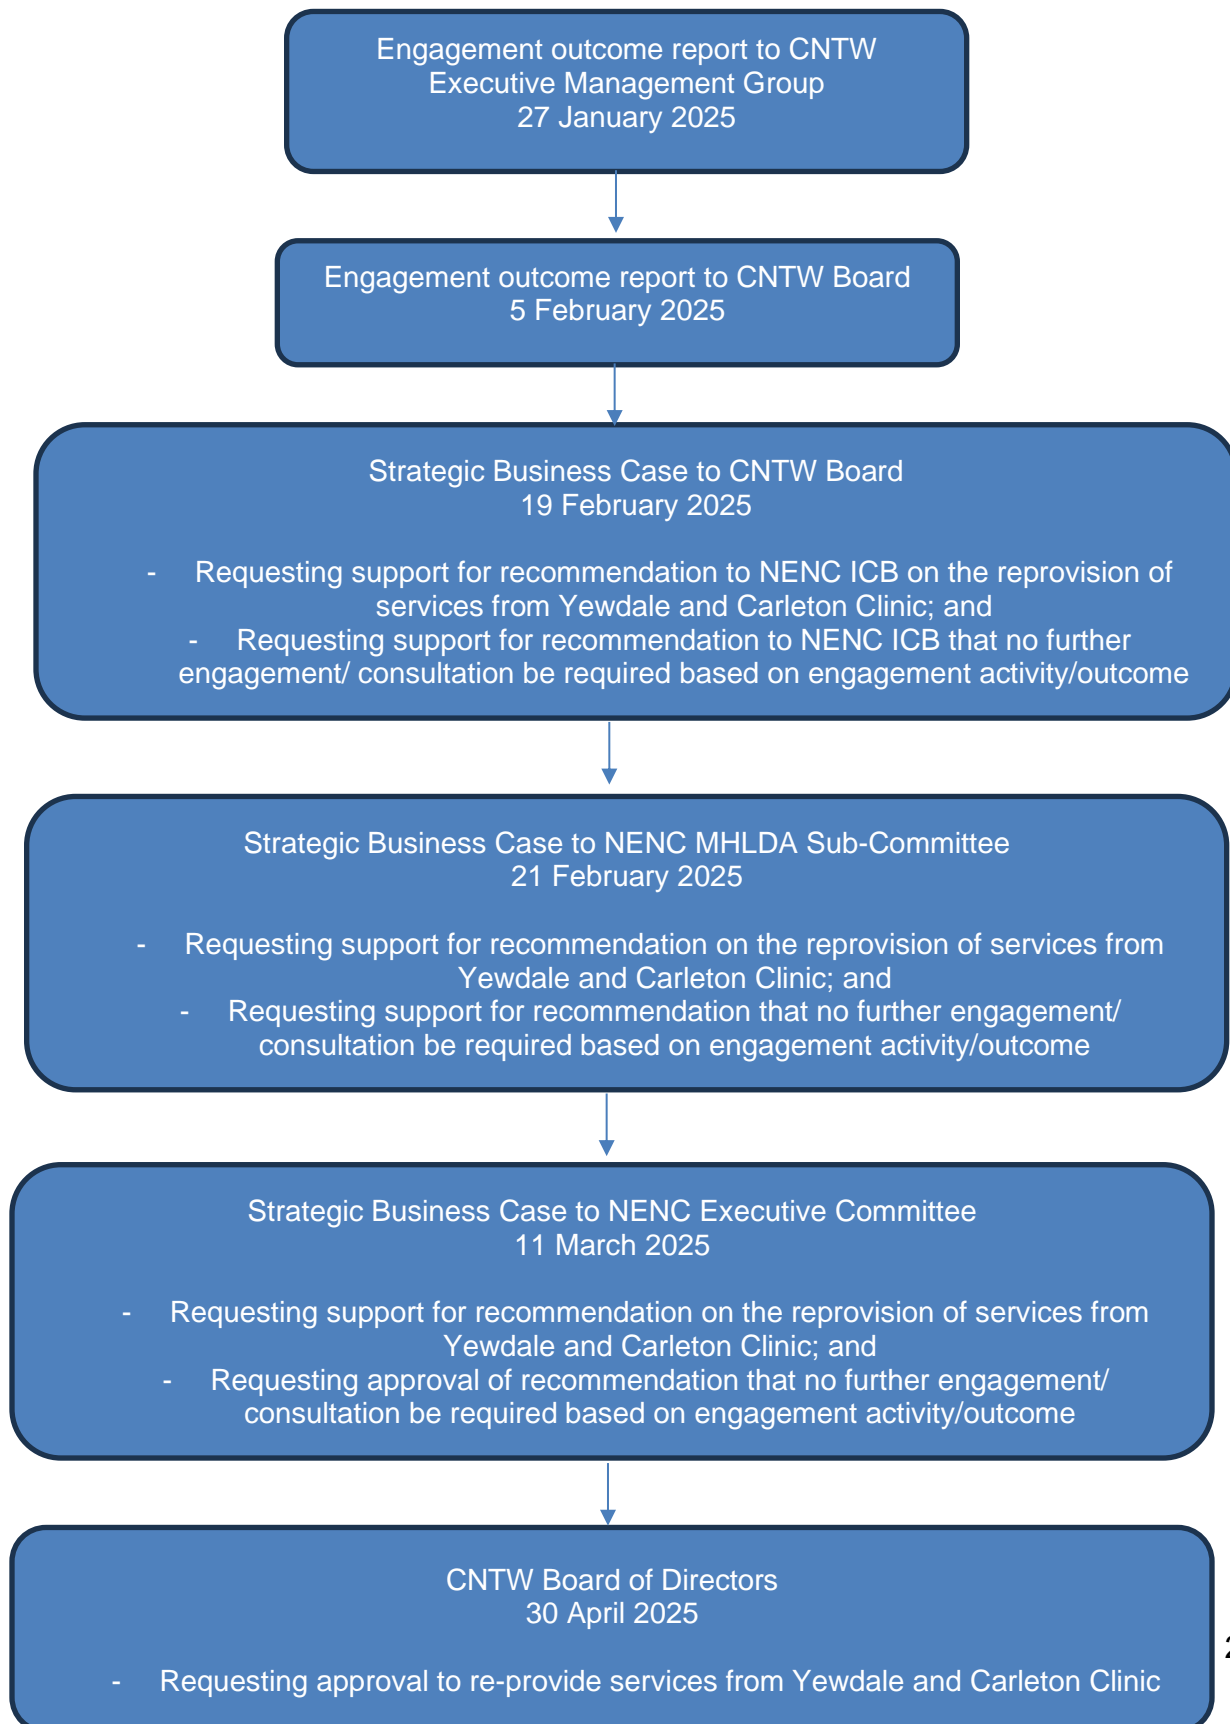 Engagement outcome report to CNTW
Executive Management Group
27 January 2025
Engagement outcome report to CNTW Board
5 February 2025
Strategic Business Case to CNTW Board
19 February 2025
- Requesting support for recommendation to NENC ICB on the reprovision of
services from Yewdale and Carleton Clinic; and
- Requesting support for recommendation to NENC ICB that no further
engagement/ consultation be required based on engagement activity/outcome
Strategic Business Case to NENC MHLDA Sub-Committee
21 February 2025
- Requesting support for recommendation on the reprovision of services from
Yewdale and Carleton Clinic; and
- Requesting support for recommendation that no further engagement/
consultation be required based on engagement activity/outcome
Strategic Business Case to NENC Executive Committee
11 March 2025
- Requesting support for recommendation on the reprovision of services from
Yewdale and Carleton Clinic; and
- Requesting approval of recommendation that no further engagement/
consultation be required based on engagement activity/outcome
CNTW Board of Directors
30 April 2025
- Requesting approval to re-provide services from Yewdale and Carleton Clinic